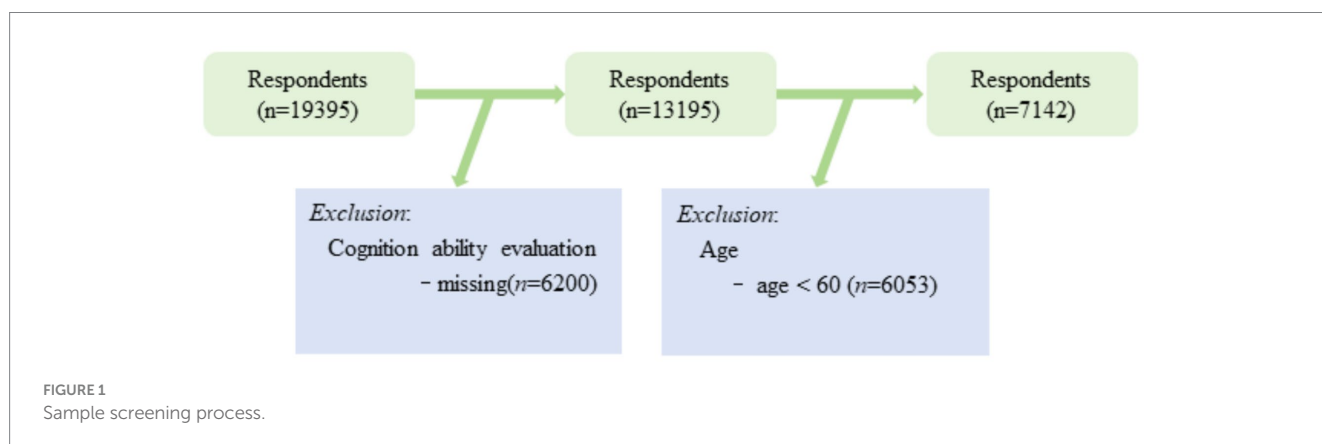 Respondents
(n=19395)
Respondents
(n=13195)
Respondents
(n=7142)
Exclusion:
Cognition ability evaluation
- missing(n=6200)
Exclusion:
Age
- age < 60 (n=6053)
FIGURE 1
Sample screening process.